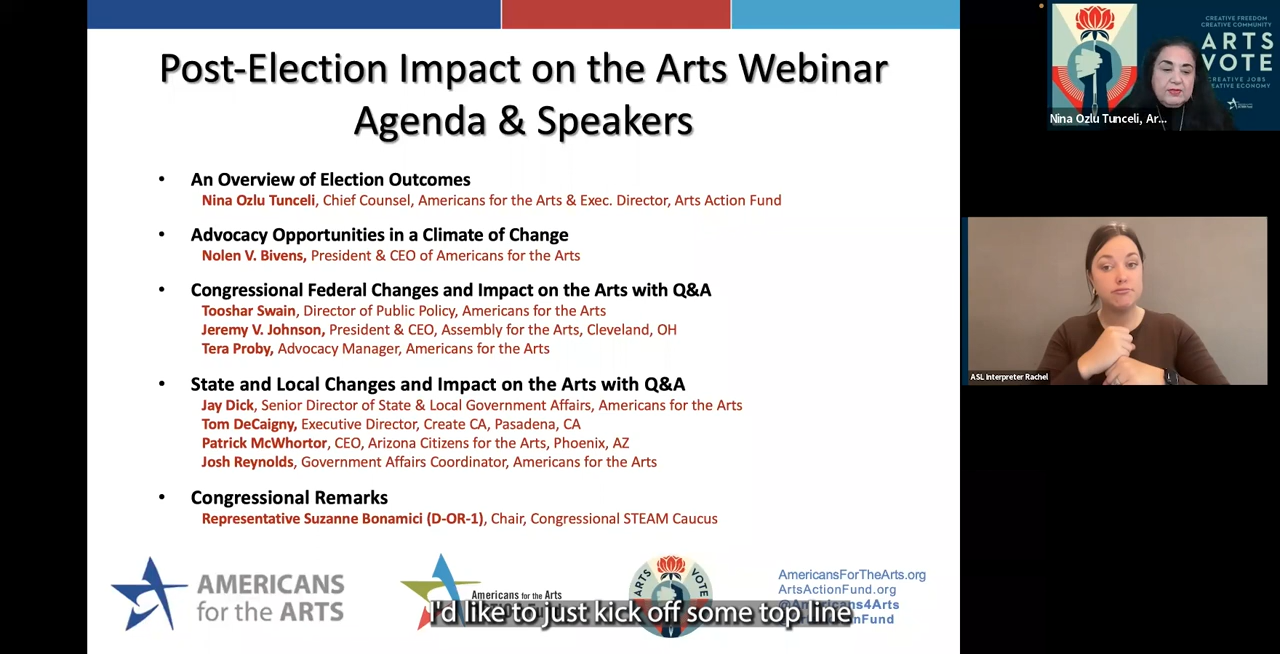 Post-Election Impact on the Arts Webinar
Agenda & Speakers
• An Overview of Election Outcomes
Nina Ozlu Tunceli, Chief Counsel, Americans for the Arts & Exec. Director, Arts Action Fund
• Advocacy Opportunities in a Climate of Change
Nolen V. Bivens, President & CEO of Americans for the Arts
• Congressional Federal Changes and Impact on the Arts with Q&A
Tooshar Swain, Director of Public Policy, Americans for the Arts
Jeremy V. Johnson, President & CEO, Assembly for the Arts, Cleveland, OH
Tera Proby, Advocacy Manager, Americans for the Arts
• State and Local Changes and Impact on the Arts with Q&A
Jay Dick, Senior Director of State & Local Government Affairs, Americans for the Arts
Tom DeCaigny, Executive Director, Create CA, Pasadena, CA
Patrick McWhortor, CEO, Arizona Citizens for the Arts, Phoenix, AZ
Josh Reynolds, Government Affairs Coordinator, Americans for the Arts
• Congressional Remarks
Representative Suzanne Bonamici (D-OR-1), Chair, Congressional STEAM Caucus
AMERICANS
for the ARTS
Americans for the Arts
ARTS VOTE
AmericansForTheArts.org
ArtsActionFund.org
@Americans4Arts
I'd like to just kick off some top line
CREATIVE FREEDOM
CREATIVE COMMUNITY
ARTS
VOTE
CREATIVE JOBS
EATIVE ECONOMY
Nina Ozlu Tunceli, Ar...
ASL Interpreter Rachel